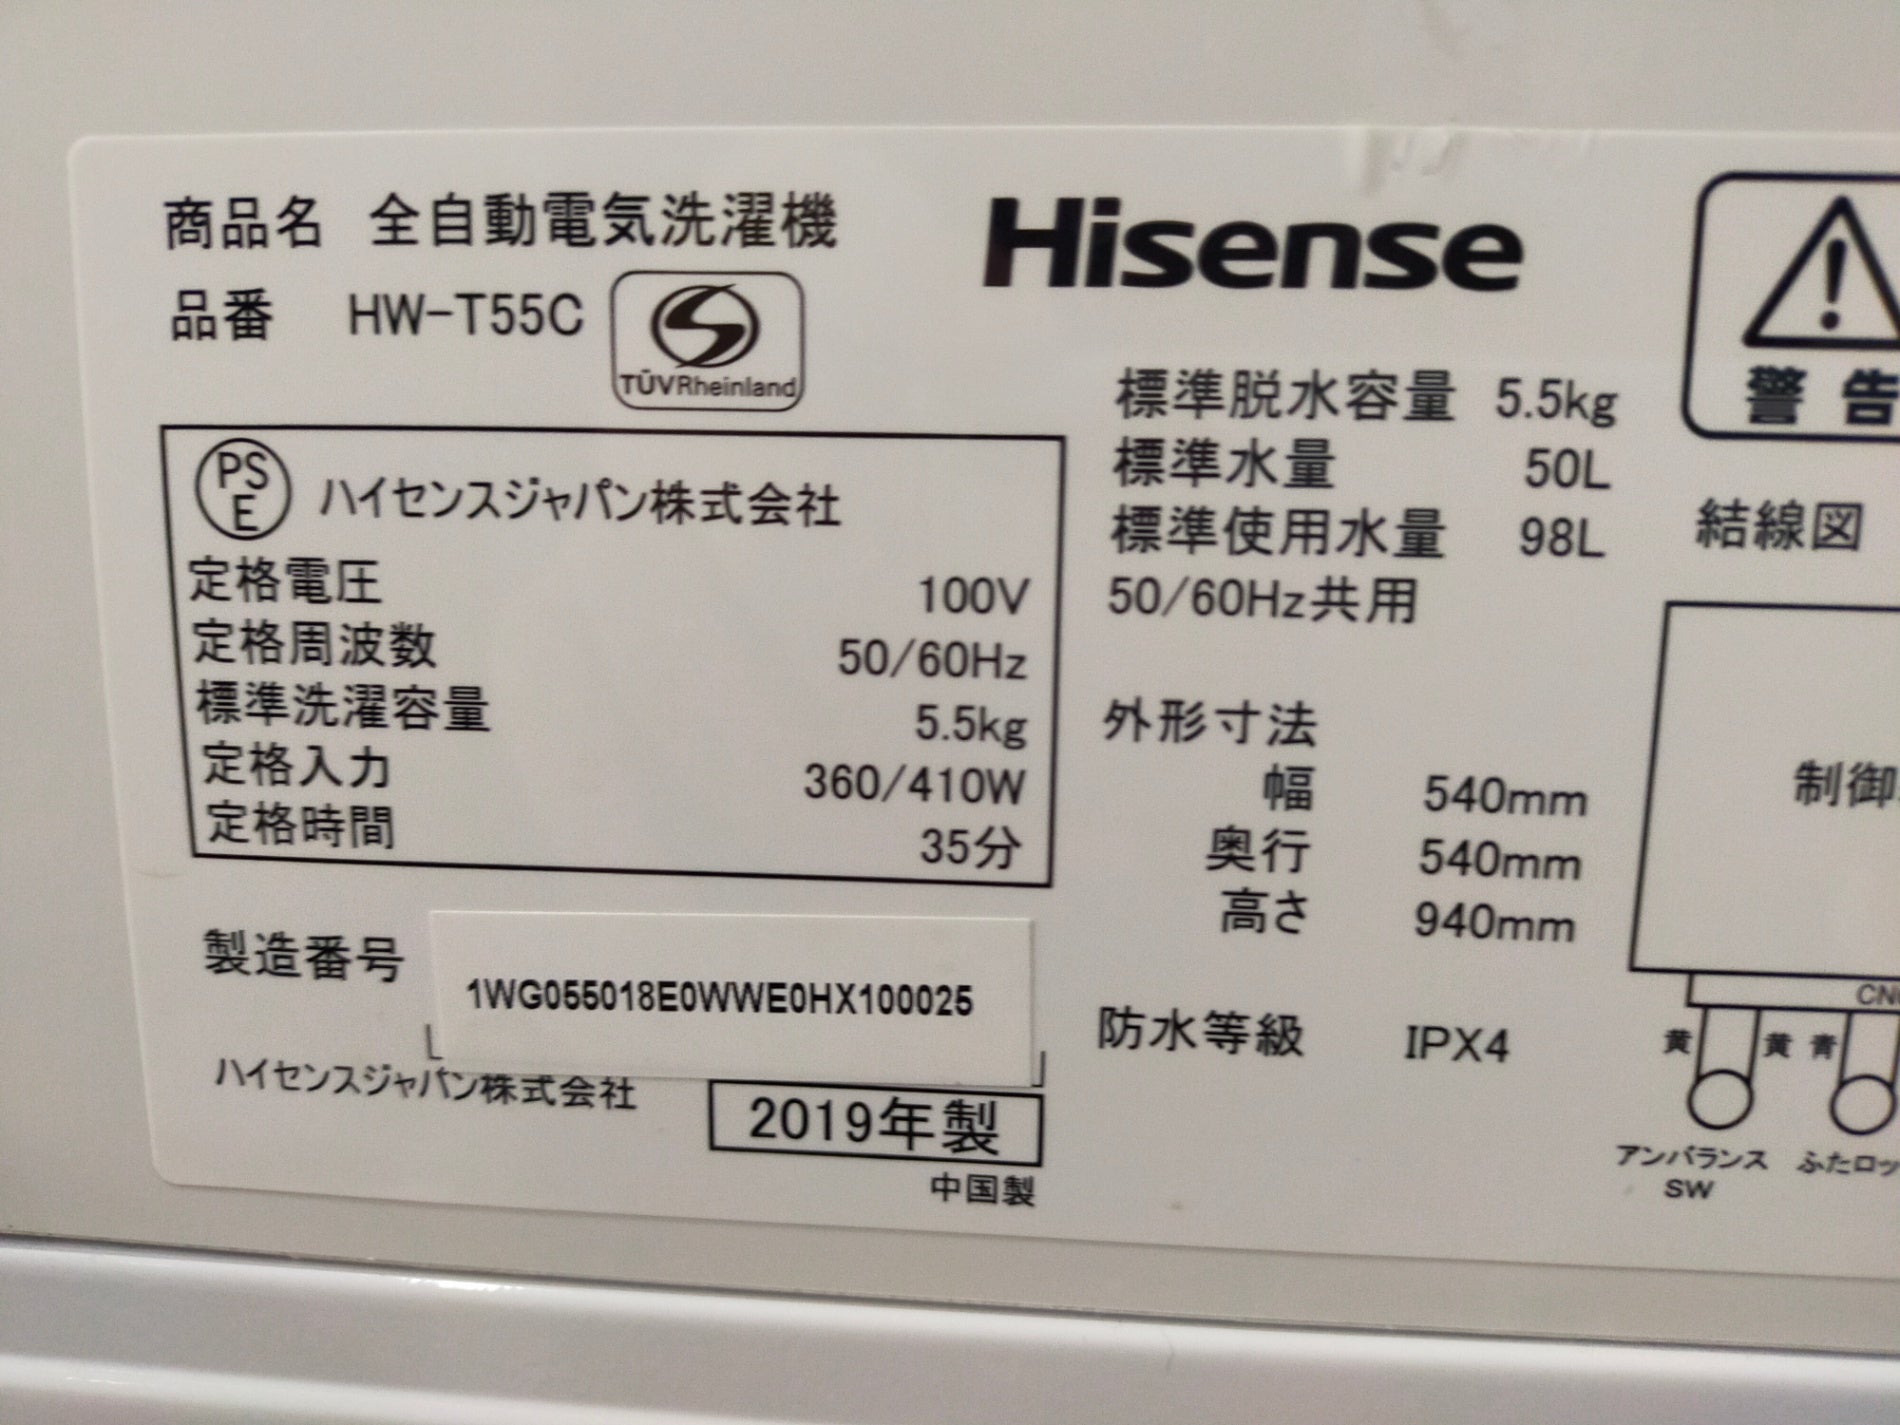 商品名 全自動電気洗濯機
品番 HW-T55C
TÜVRheinland
Hisense
PS
E
ハイセンスジャパン株式会社
定格電圧 100V
定格周波数 50/60Hz
標準洗濯容量 5.5kg
定格入力 360/410W
定格時間 35分
製造番号 1WG055018E0WWE0HX100025
ハイセンスジャパン株式会社
2019年製
中国製
標準脱水容量 5.5kg
標準水量 50L
標準使用水量 98L
50/60Hz共用
外形寸法
幅 540mm
奥行 540mm
高さ 940mm
防水等級 IPX4
警告
結線図
制御
CN
黄 黄 青
アンバランス
SW
ふたロッ